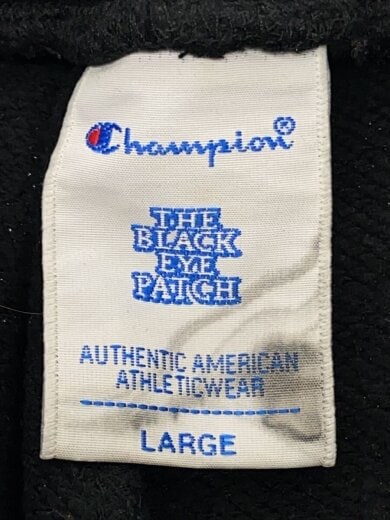 Champion®
THE
BLACK
EYE
PATCH
AUTHENTIC AMERICAN
ATHLETICWEAR
LARGE